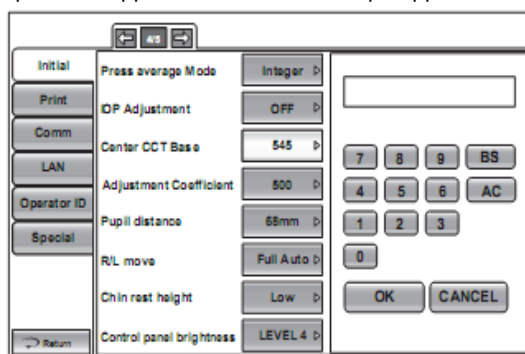 4/5
Initial
Print
Comm
LAN
Operator ID
Special
Return
Press average Mode Integer
IOP Adjustment OFF
Center CCT Base 545
Adjustment Coefficient 500
Pupil distance 68mm
R/L move Full Auto
Chin rest height Low
Control panel brightness LEVEL 4
7 8 9 BS
4 5 6 AC
1 2 3
0
OK CANCEL